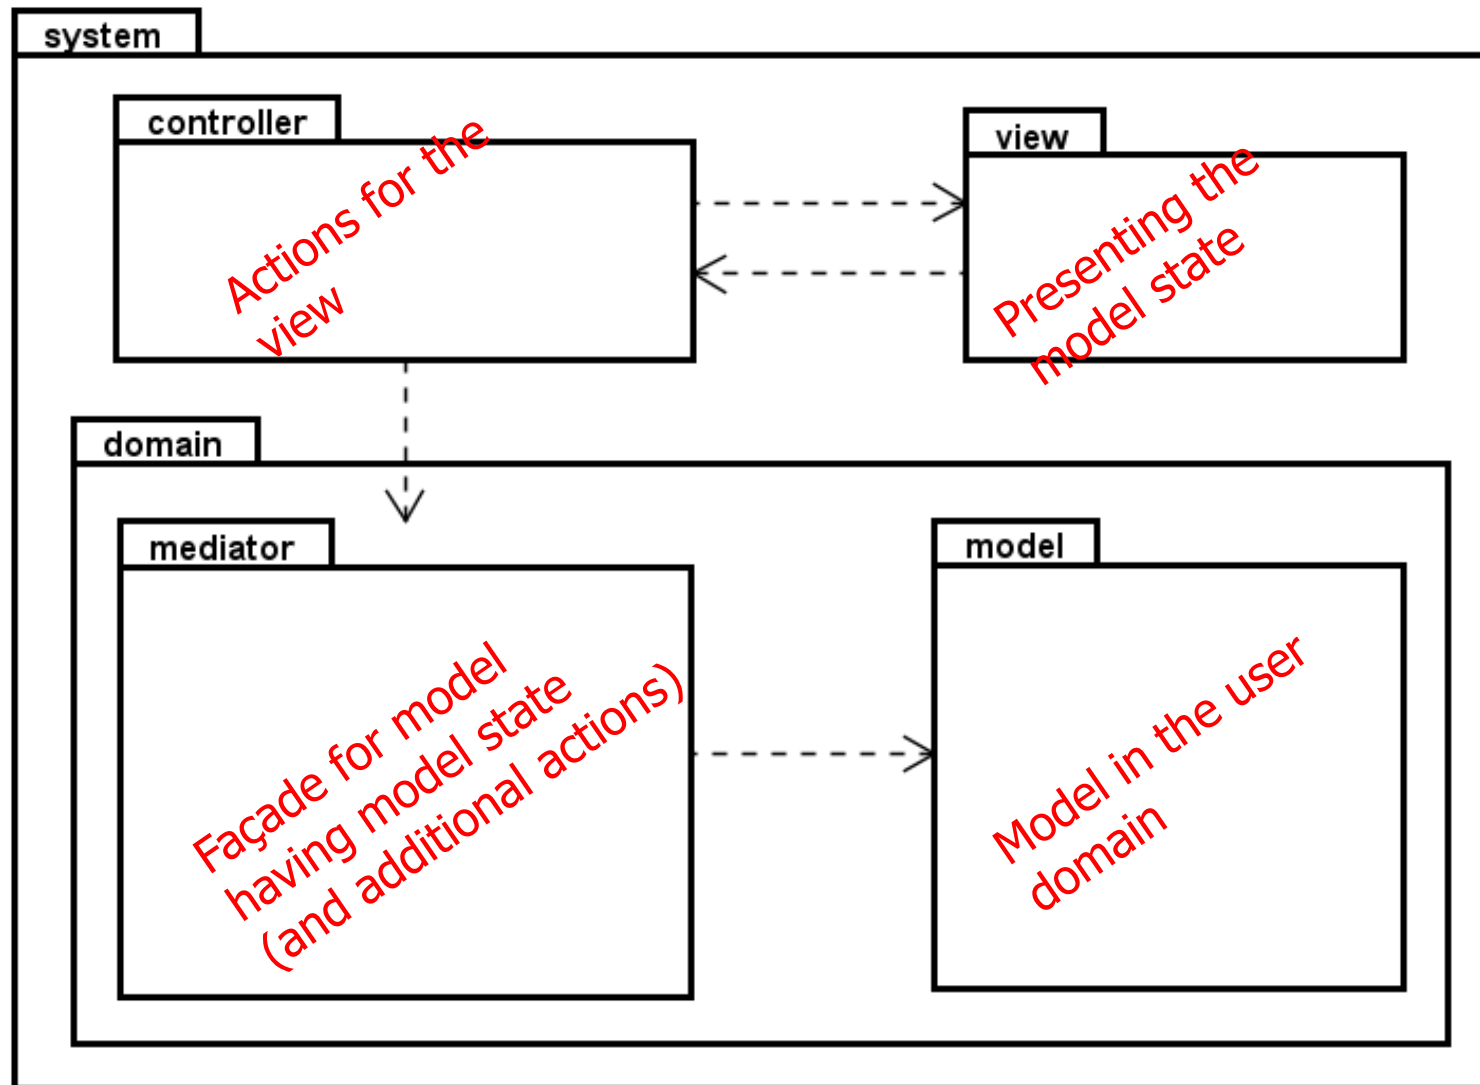 system
controller
view
Actions for the
view
Presenting the
model state
domain
mediator
model
Façade for model
having model state
(and additional actions)
Model in the user
domain